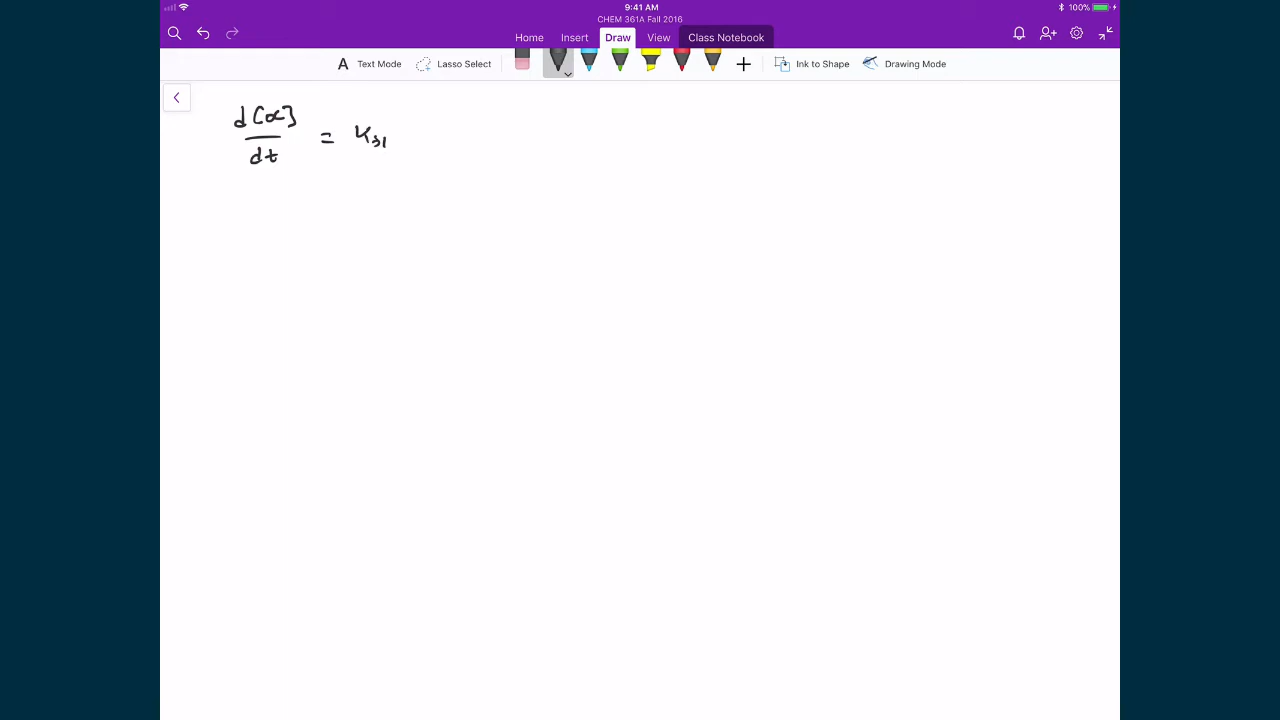 9:41 AM
100%
CHEM 361A Fall 2016
Home Insert Draw View Class Notebook
A Text Mode Lasso Select Ink to Shape Drawing Mode
d[α]
dt
=